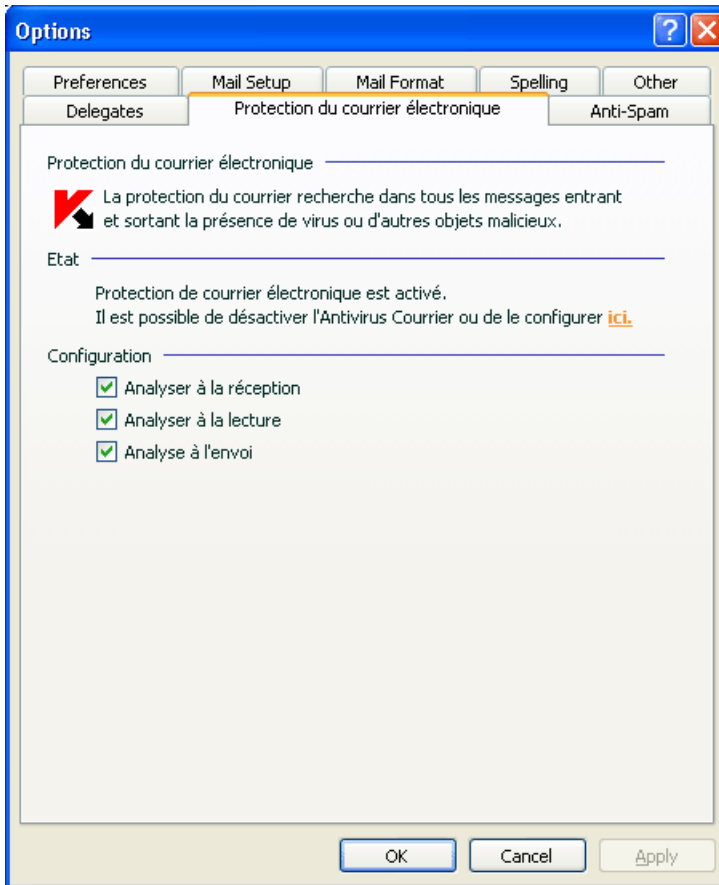 Options
Preferences Mail Setup Mail Format Spelling Other
Delegates Protection du courrier électronique Anti-Spam
Protection du courrier électronique
La protection du courrier recherche dans tous les messages entrant
et sortant la présence de virus ou d'autres objets malicieux.
Etat
Protection de courrier électronique est activé.
Il est possible de désactiver l'Antivirus Courrier ou de le configurer ici.
Configuration
Analyser à la réception
Analyser à la lecture
Analyse à l'envoi
OK Cancel Apply